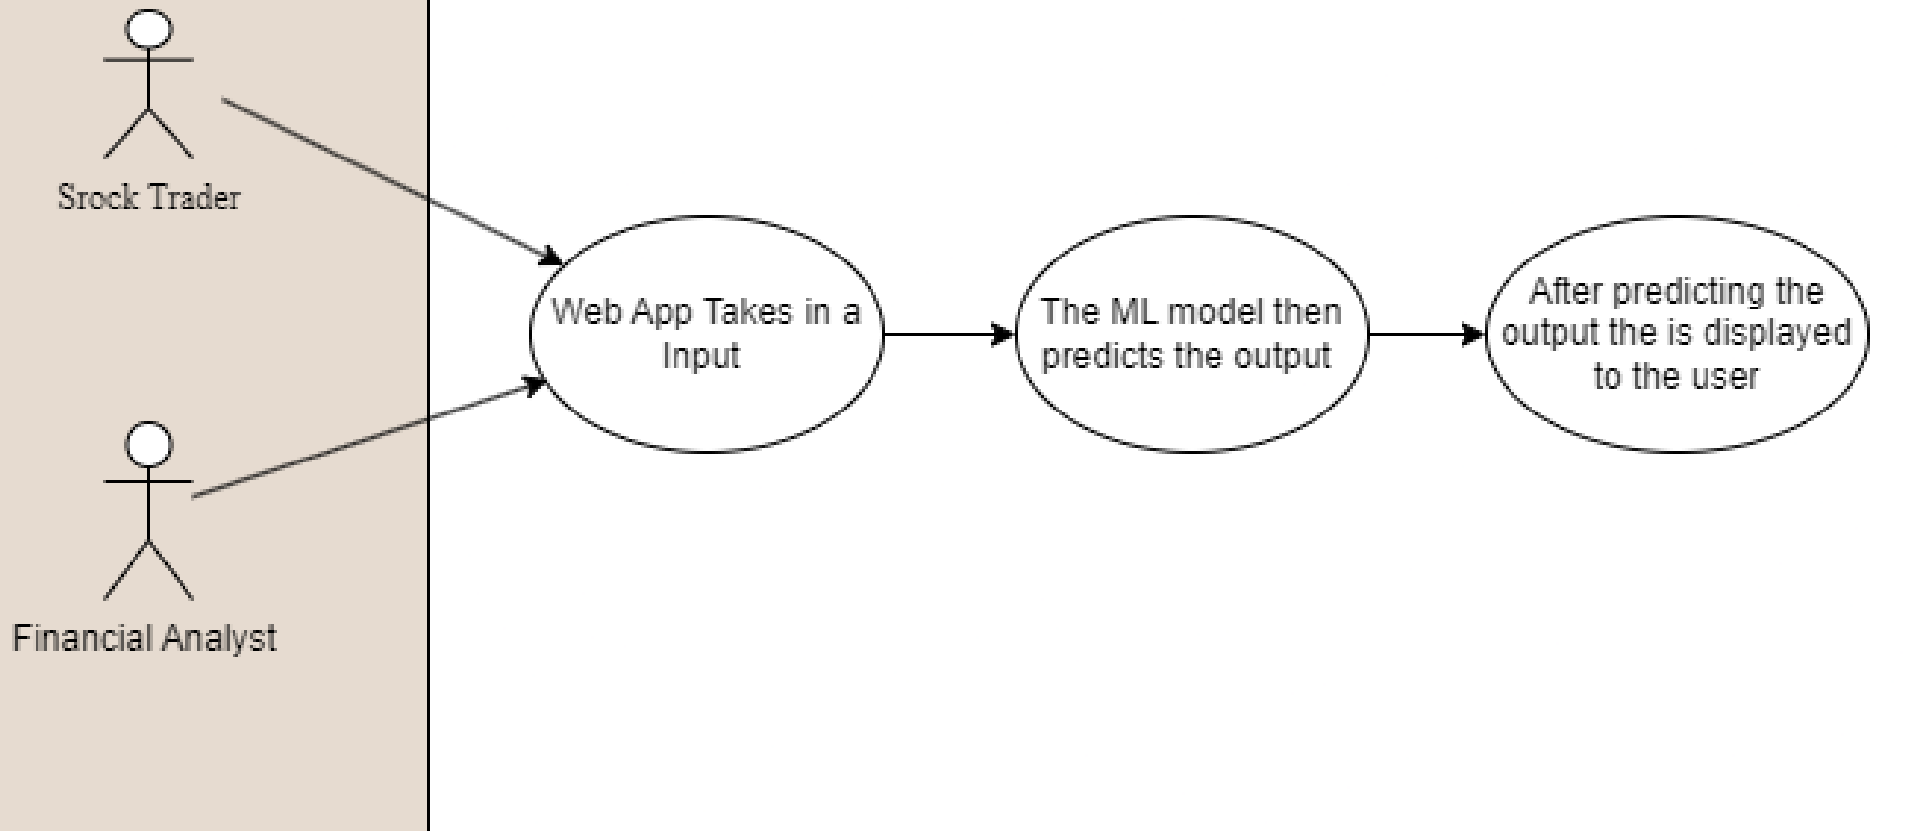 Srock Trader
Web App Takes in a
Input
The ML model then
predicts the output
After predicting the
output the is displayed
to the user
Financial Analyst